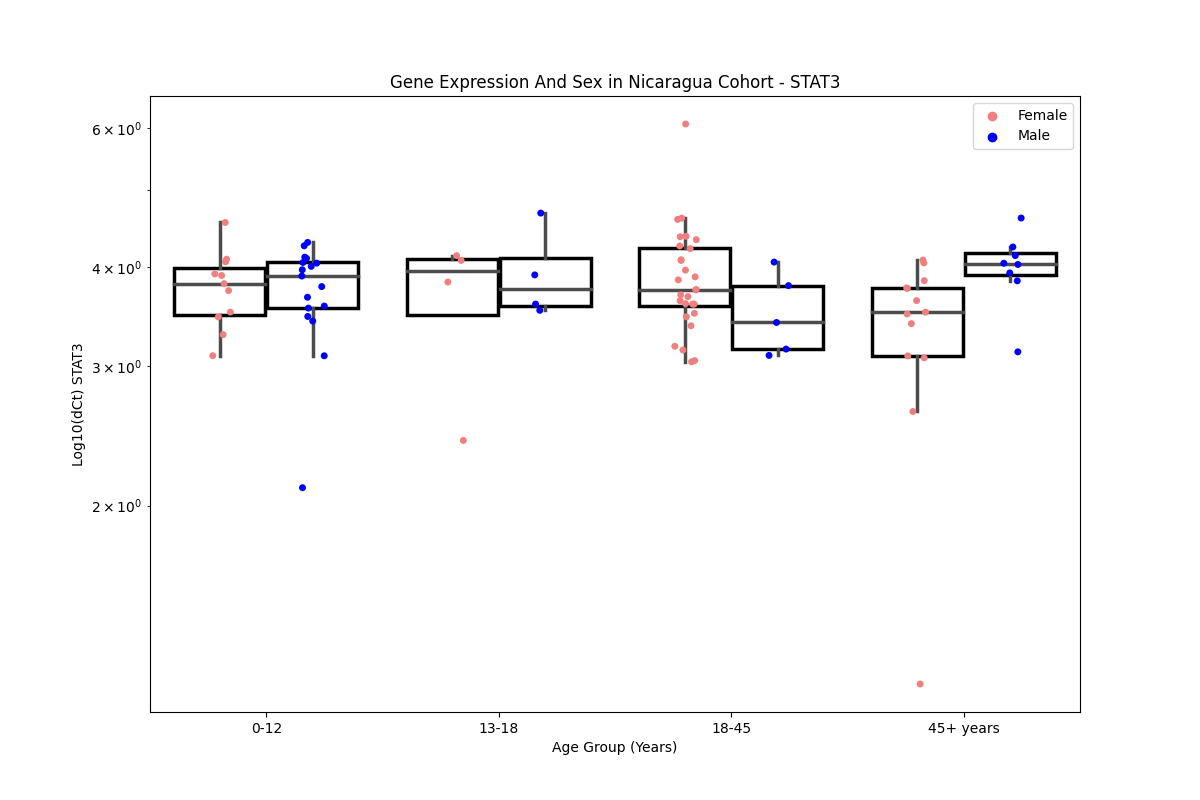 Gene Expression And Sex in Nicaragua Cohort - STAT3
Female
Male
6 × 10⁰
4 × 10⁰
3 × 10⁰
2 × 10⁰
Log10(dCt) STAT3
0-12
13-18
18-45
45+ years
Age Group (Years)